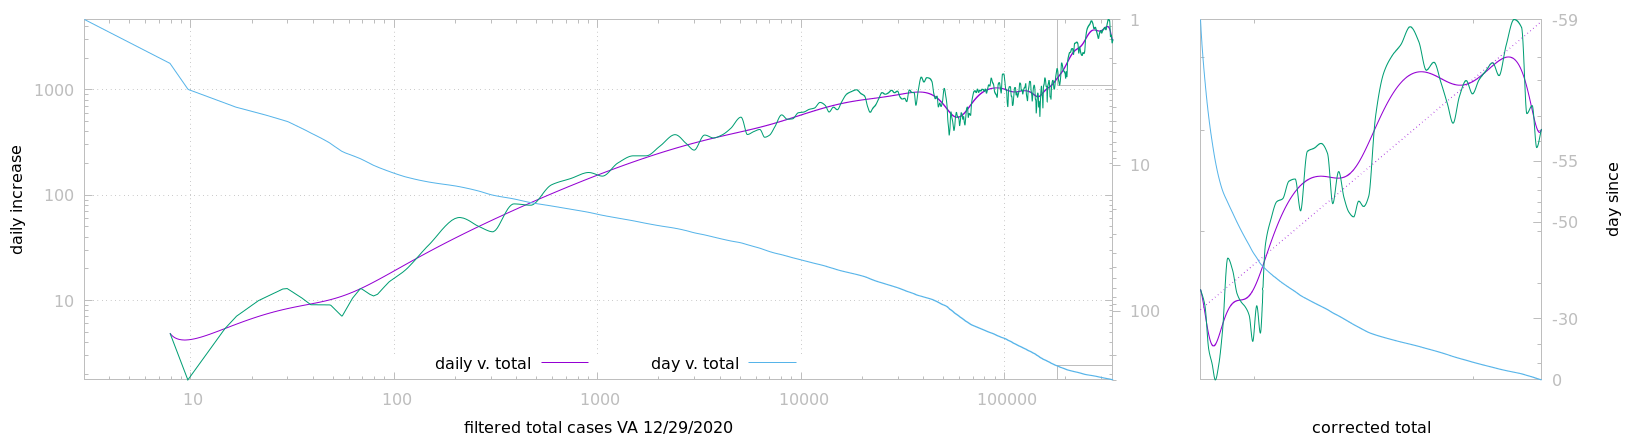 daily increase
1000
100
10
10
100
1000
10000
100000
filtered total cases VA 12/29/2020
daily v. total
day v. total
1
10
100
corrected total
-59
-55
-50
-30
0
day since